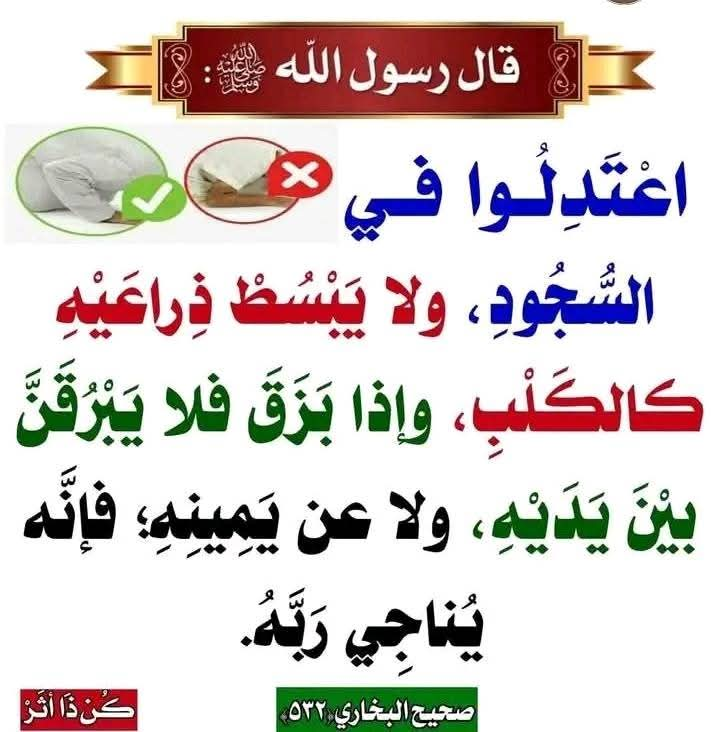 قال رسول الله ﷺ :
اعْتَدِلُوا في
السُّجُودِ، ولا يَبْسُطْ ذِراعَيْهِ
كالكَلْبِ، وإذا بَزَقَ فلا يَبْزُقَنَّ
بيْنَ يَدَيْهِ، ولا عن يَمِينِهِ؛ فإنَّه
يُناجِي رَبَّهُ.
صحيح البخاري ﴿٥٣٢﴾
كُن ذَا أثَرْ